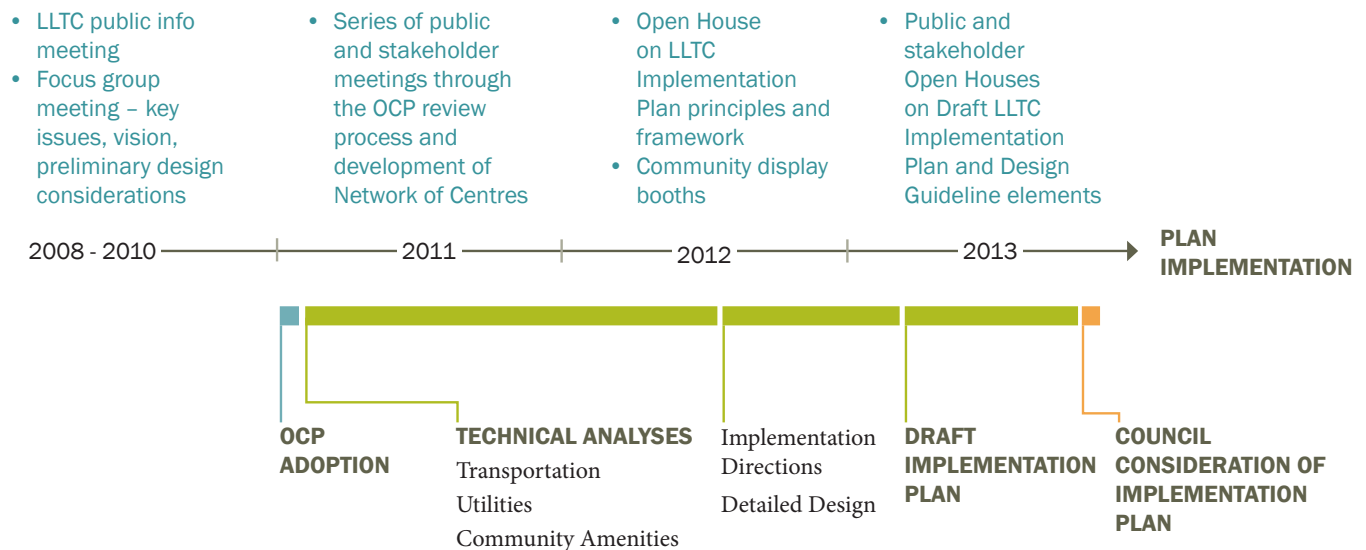 • LLTC public info
meeting
• Focus group
meeting – key
issues, vision,
preliminary design
considerations
• Series of public
and stakeholder
meetings through
the OCP review
process and
development of
Network of Centres
• Open House
on LLTC
Implementation
Plan principles and
framework
• Community display
booths
• Public and
stakeholder
Open Houses
on Draft LLTC
Implementation
Plan and Design
Guideline elements
2008 - 2010
2011
2012
2013
PLAN
IMPLEMENTATION
OCP
ADOPTION
TECHNICAL ANALYSES
Transportation
Utilities
Community Amenities
Implementation
Directions
Detailed Design
DRAFT
IMPLEMENTATION
PLAN
COUNCIL
CONSIDERATION OF
IMPLEMENTATION
PLAN